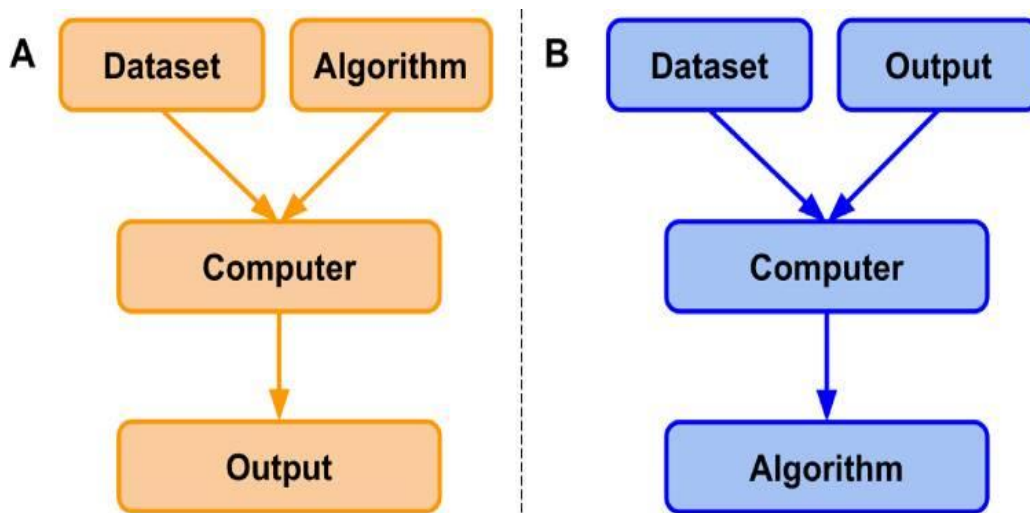 A
Dataset
Algorithm
Computer
Output
B
Dataset
Output
Computer
Algorithm